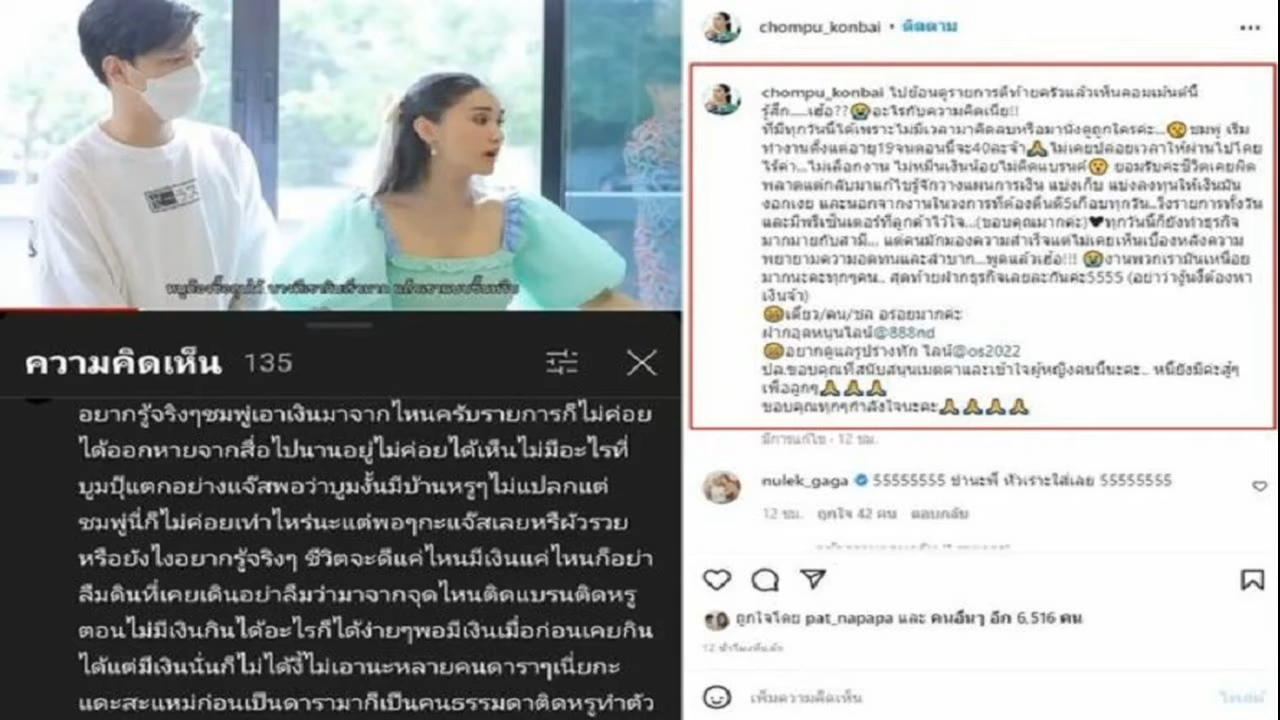 ความคิดเห็น 135
อยากรู้จริงๆชมพู่เอาเงินมาจากไหนครับรายการก็ไม่ค่อย
ได้ออกหายจากสื่อไปนานอยู่ไม่ค่อยได้เห็นไม่มีอะไรที่
บูมปุ๊แตกอย่างแจ๊สพอว่าบูมงั้นมีบ้านหรูๆไม่แปลกแต่
ชมพู่นี่ก็ไม่ค่อยเท่าไหร่นะแต่พอๆกะแจ๊สเลยหรืผัวรวย
หรือยังไงอยากรู้จริงๆ ชีวิตจะดีแค่ไหนมีเงินแค่ไหนก็อย่า
ลืมดินที่เคยเดินอย่าลืมว่ามาจากจุดไหนติดแบรนติดหรู
ตอนไม่มีเงินกินได้อะไรก็ได้ง่ายๆพอมีเงินเมื่อก่อนเคยกิน
ได้แต่มีเงินนั่นก็ไม่ได้งี้ไม่เอานะหลายคนดาราๆเนี่ยกะ
แดะสะแหม่ก่อนเป็นดารามาก็เป็นคนธรรมดาติดหรูทำตัว
chompu_konbai • ติดตาม
chompu_konbai ไปย้อนดูรายการตีท้ายครัวแล้วเห็นคอมเม้นต์นี้
รู้สึก.....เฮ้อ??😭อะไรกับความคิดเนี่ย!!
ที่มีทุกวันนี้ได้เพราะไม่มีเวลามาคิดลบหรือมานั่งดูถูกใครค่ะ...😗ชมพู่ เริ่ม
ทำงานตั้งแต่อายุ19จนตอนนี้จะ40ละจ้า🙏ไม่เคยปล่อยเวลาให้ผ่านไปโดย
ไร้ค่า...ไม่เลือกงาน ไม่หมิ่นเงินน้อยไม่ติดแบรนด์😗 ยอมรับค่ะชีวิตเคยผิด
พลาดแต่กลับมาแก้ไขรู้จักวางแผนการเงิน แบ่งเก็บ แบ่งลงทุนให้เงินมัน
งอกเงย และนอกจากงานในวงการที่ต้องตื่นตี5เกือบทุกวัน..วิ่งรายการทั้งวัน
และมีพรีเซ็นเตอร์ที่ลูกค้าไว้ใจ...(ขอบคุณมากค่ะ)🖤ทุกวันนี้ก็ยังทำธุรกิจ
มากมายกับสามี... แต่คนมักมองความสำเร็จแต่ไม่เคยเห็นเบื้องหลังความ
พยายามความอดทนและลำบาก...พูดแล้วเฮ้อ!!! 😭งานพวกเรามันเหนื่อย
มากนะคะทุกๆคน.. สุดท้ายฝากธุรกิจเลยละกันค่ะ5555 (อย่าว่างู้นงี้ต้องหา
เงินจ้า)
😁เตี๋ยว/คน/ชล อร่อยมากค่ะ
ฝากอุดหนุนไลน์@888nd
😁อยากดูแลรูปร่างทัก ไลน์@os2022
ปล.ขอบคุณที่สนับสนุนเมตตาและเข้าใจผู้หญิงคนนี้นะคะ.. หนี้ยังมีค่ะสู้ๆ
เพื่อลูกๆ🙏🙏🙏
ขอบคุณทุกๆกำลังใจนะคะ🙏🙏🙏🙏
มีการแก้ไข · 12 ชม.
nulek_gaga 55555555 ช่านะพี่ หัวเราะใส่เลย 55555555
12 ชม. ถูกใจ 42 คน ตอบกลับ
ถูกใจโดย pat_napapa และ คนอื่นๆ อีก 6,516 คน
12 ชั่วโมงที่แล้ว
เพิ่มความคิดเห็น โพสต์